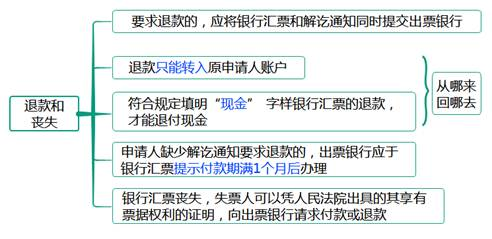 要求退款的，应将银行汇票和解讫通知同时提交出票银行
退款只能转入原申请人账户
从哪来
回哪去
退款和
丧失
符合规定填明“现金” 字样银行汇票的退款，
才能退付现金
申请人缺少解讫通知要求退款的，出票银行应于
银行汇票提示付款期满1个月后办理
银行汇票丧失，失票人可以凭人民法院出具的其享有
票据权利的证明，向出票银行请求付款或退款